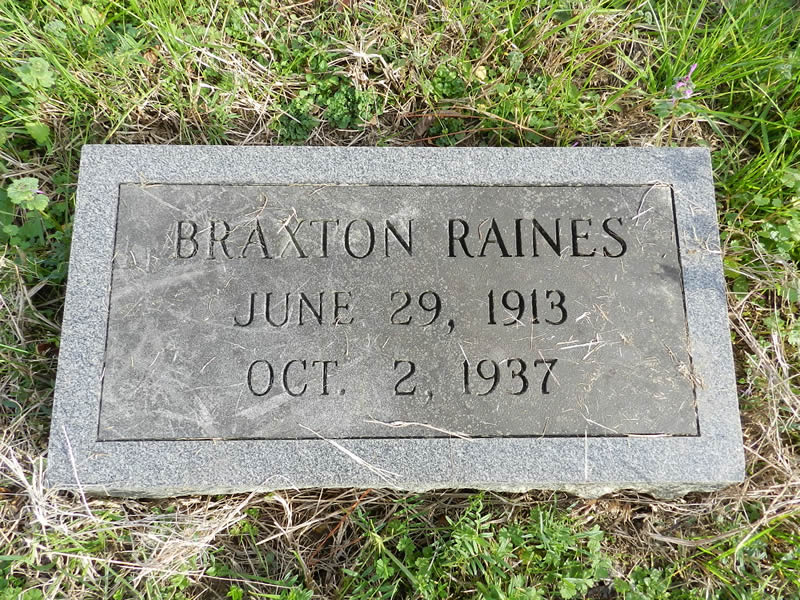 BRAXTON RAINES
JUNE 29, 1913
OCT. 2, 1937